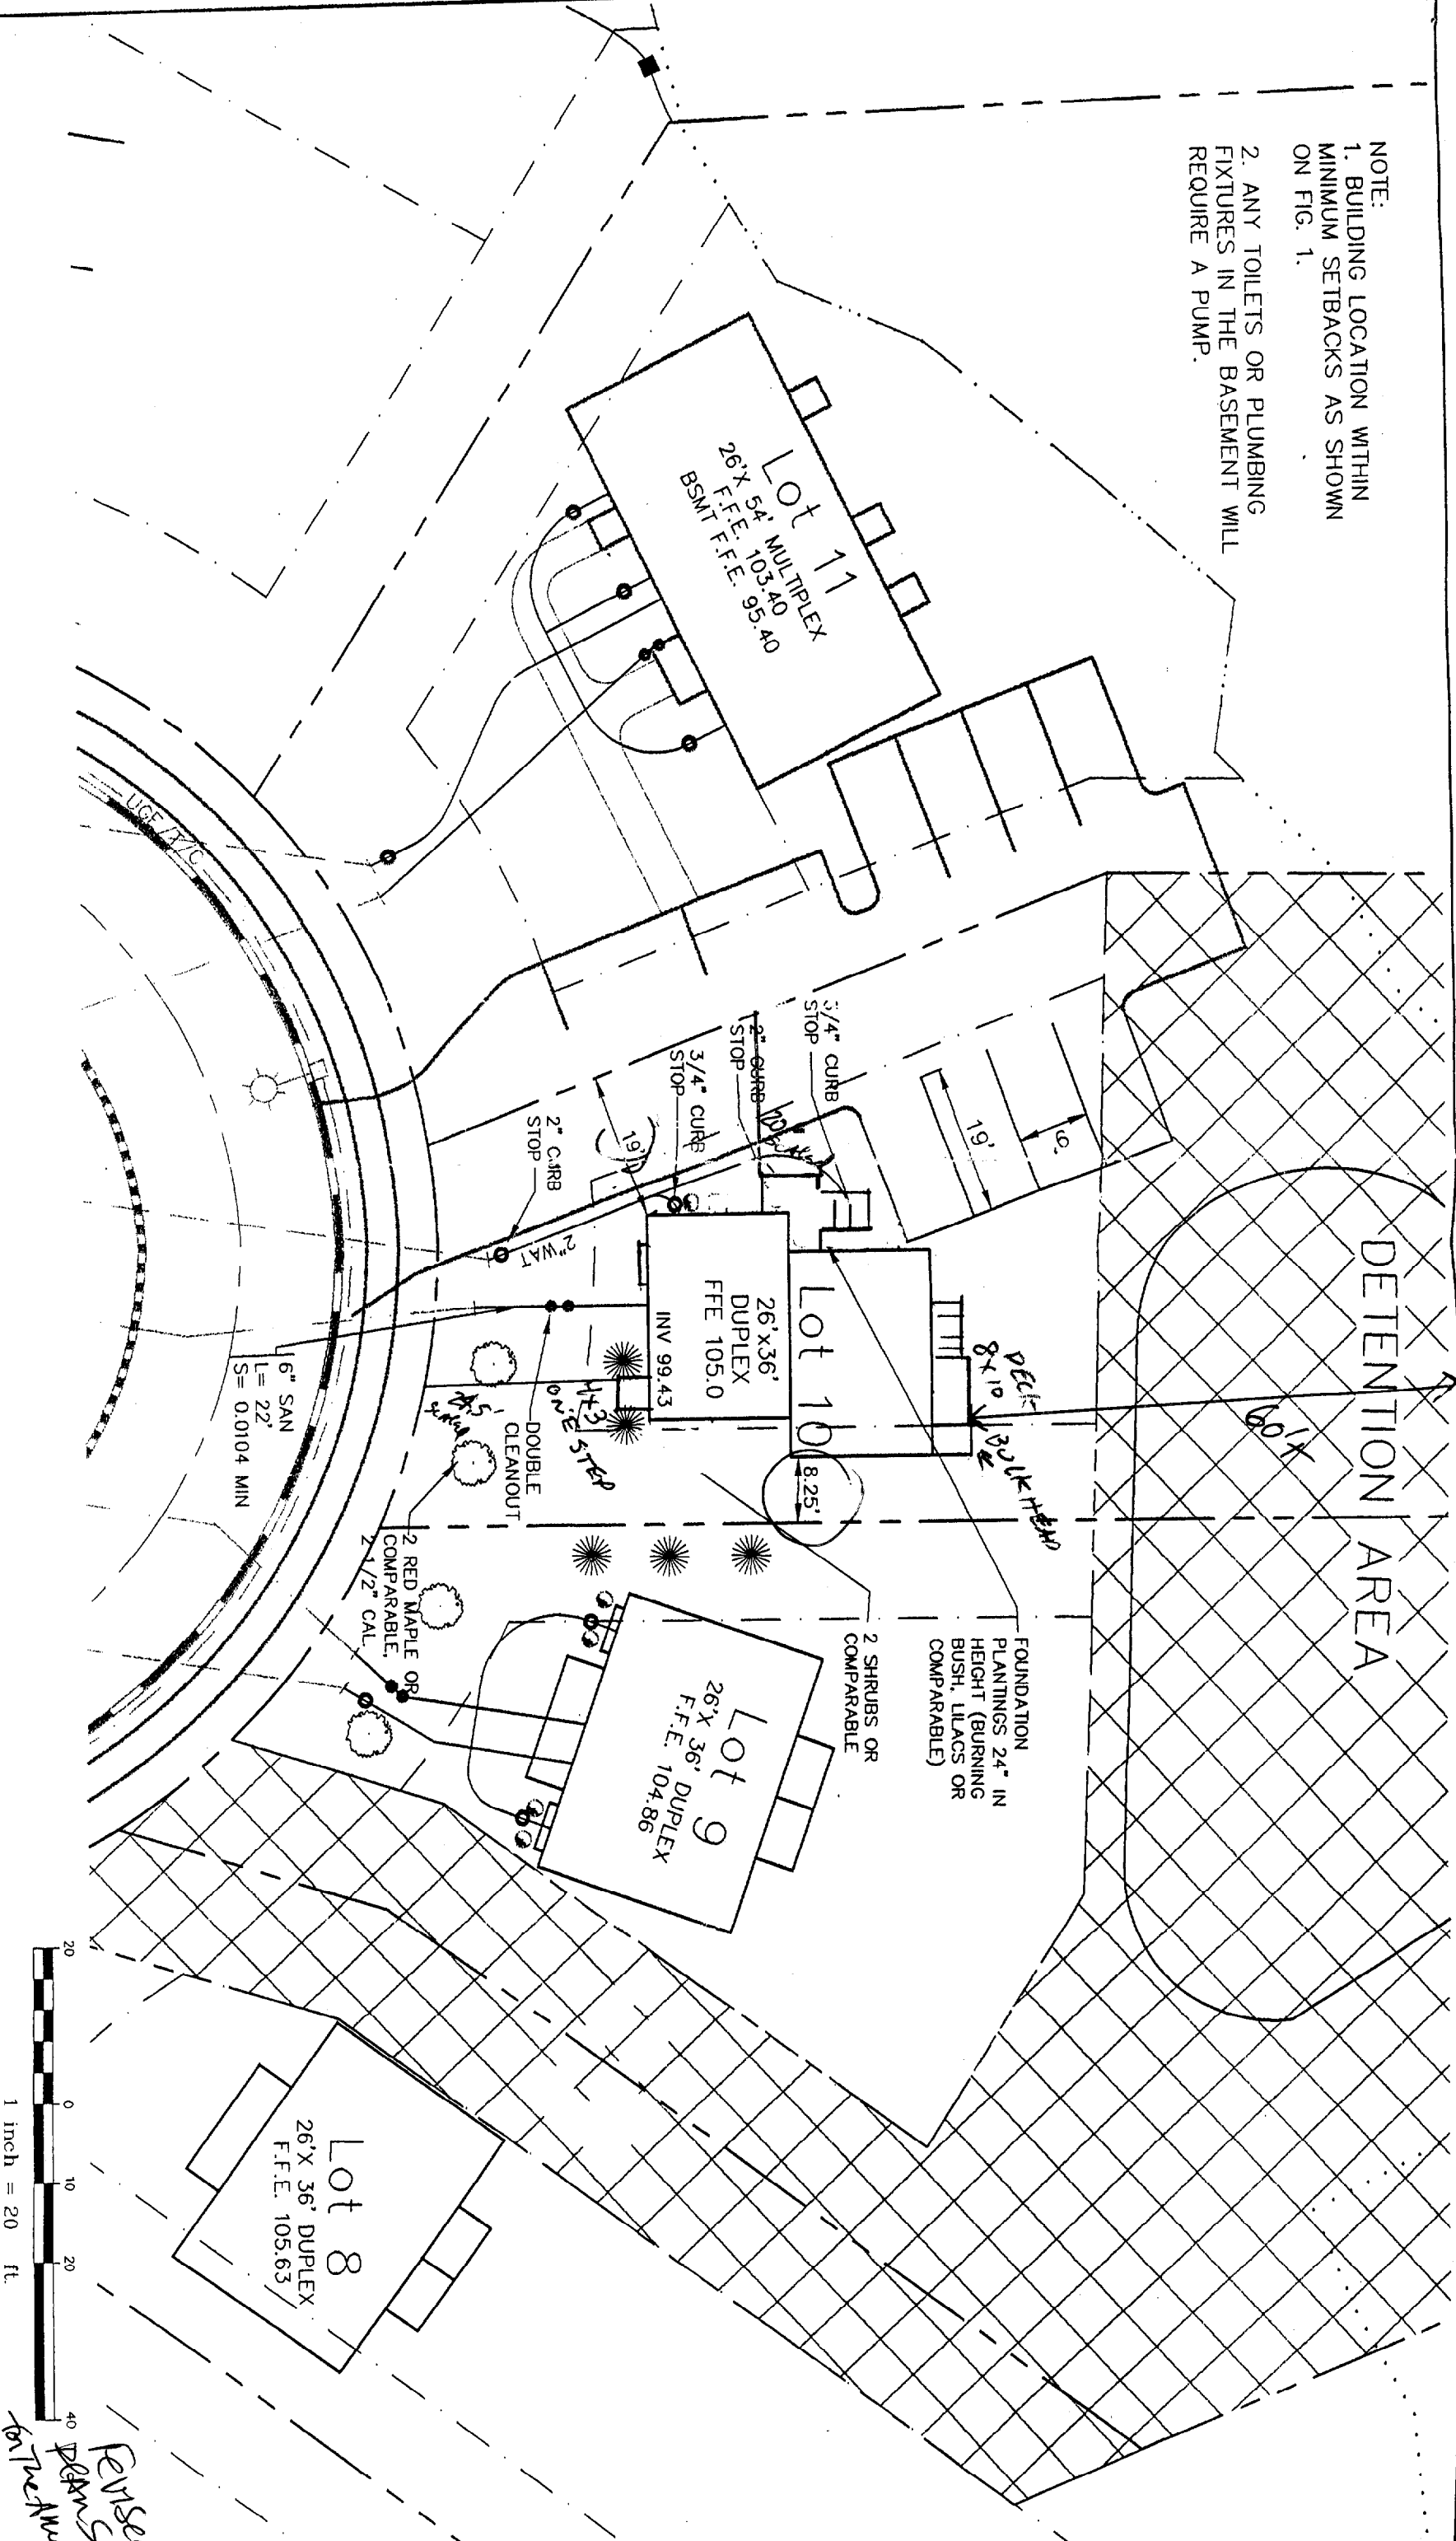 NOTE:
1. BUILDING LOCATION WITHIN
MINIMUM SETBACKS AS SHOWN
ON FIG. 1.
2. ANY TOILETS OR PLUMBING
FIXTURES IN THE BASEMENT WILL
REQUIRE A PUMP.
DETENTION AREA
60'±
Lot 11
26'X 54' MULTIPLEX
F.F.E. 103.40
BSMT F.F.E. 95.40
19'
9'
3/4" CURB
STOP
2" CURB
STOP
3/4" CURB
STOP
19'
2" CURB
STOP
2"WAT
UGE/T/C
DECK
8x10
BULKHEAD
Lot 10
26'x36'
DUPLEX
FFE 105.0
INV 99.43
8.25'
4x3
ONE STEP
DOUBLE
CLEANOUT
6" SAN
L= 22'
S= 0.0104 MIN
FOUNDATION
PLANTINGS 24" IN
HEIGHT (BURNING
BUSH, LILACS OR
COMPARABLE)
2 SHRUBS OR
COMPARABLE
2 RED MAPLE OR
COMPARABLE,
2 1/2" CAL.
Lot 9
26'X 36' DUPLEX
F.F.E. 104.86
Lot 8
26'X 36' DUPLEX
F.F.E. 105.63
20 0 10 20 40
1 inch = 20 ft.
Revise
plans
for The